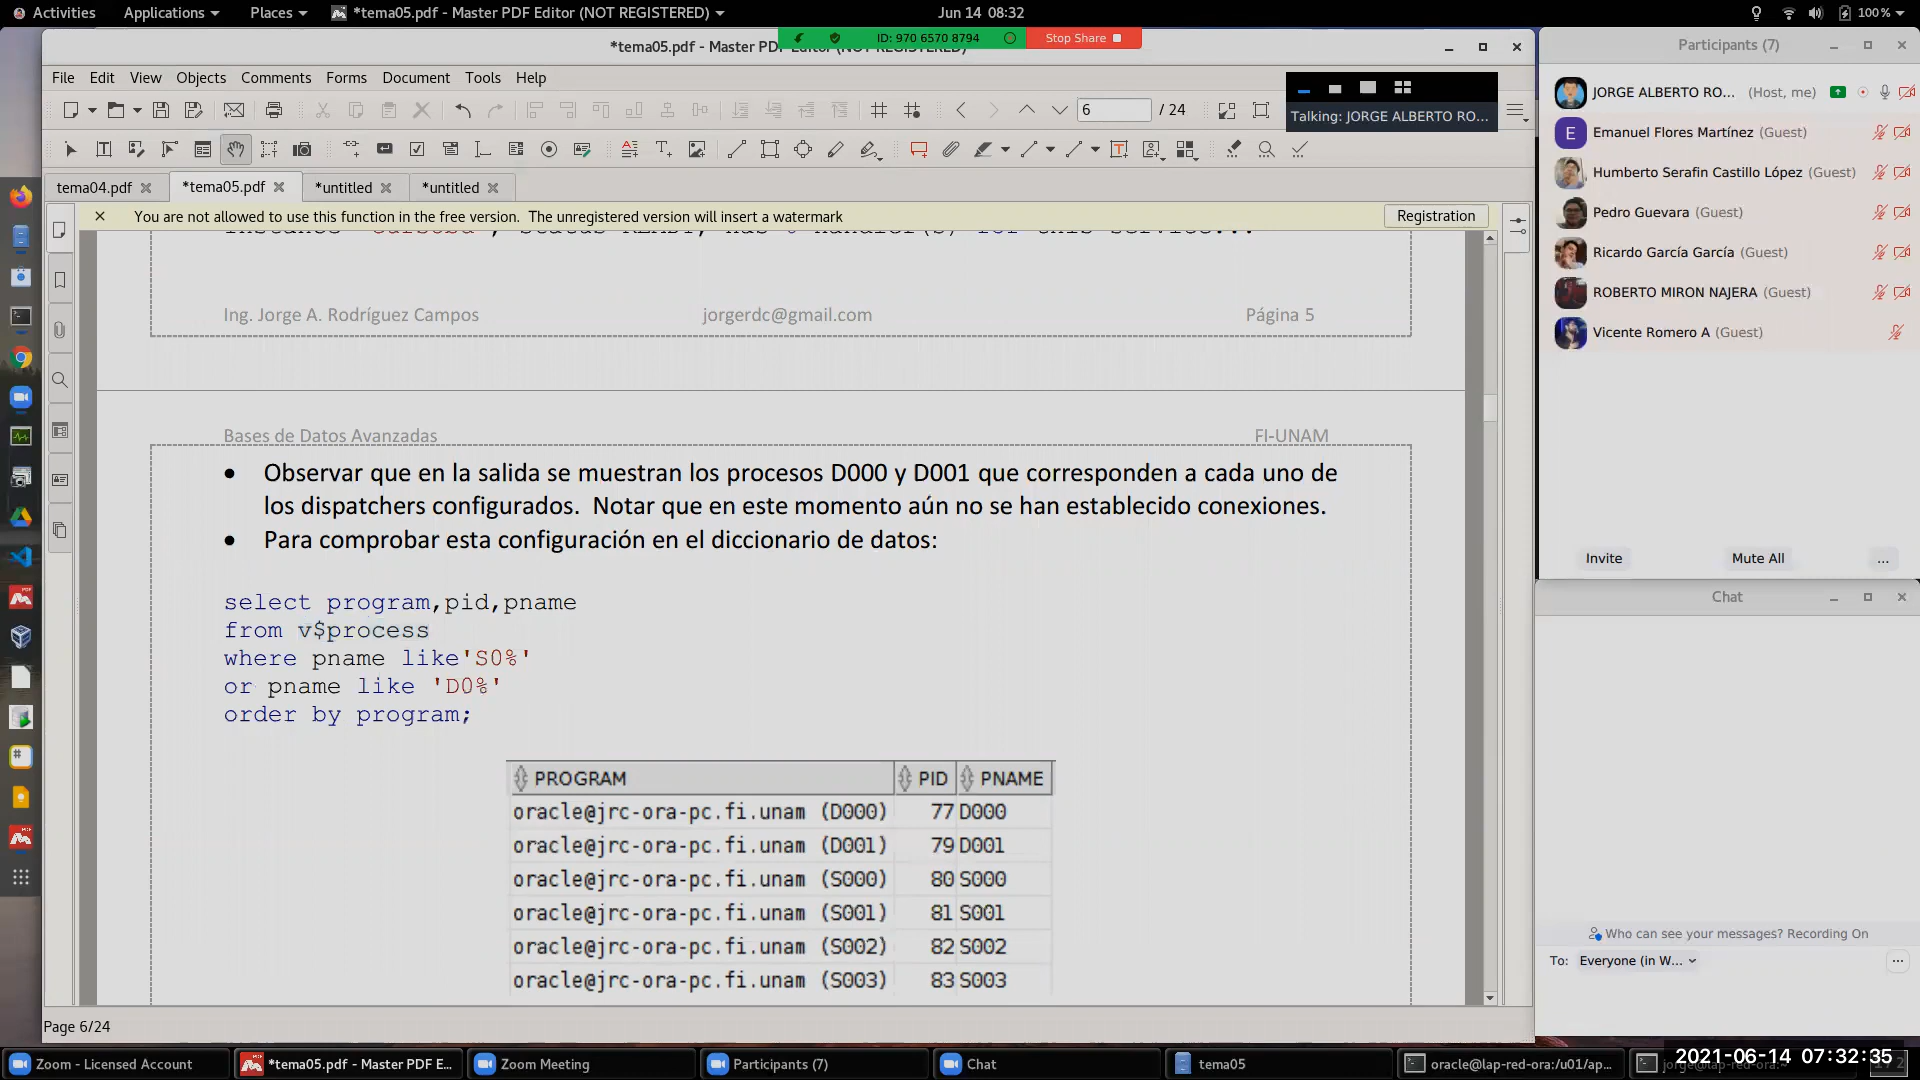 Activities Applications Places *tema05.pdf - Master PDF Editor (NOT REGISTERED) Jun 14 08:32 100%
*tema05.pdf - Master PDF Editor (NOT REGISTERED)
ID: 970 6570 8794 Stop Share
File Edit View Objects Comments Forms Document Tools Help
6 / 24
Talking: JORGE ALBERTO RO...
tema04.pdf *tema05.pdf *untitled *untitled
You are not allowed to use this function in the free version. The unregistered version will insert a watermark Registration
Ing. Jorge A. Rodríguez Campos jorgerdc@gmail.com Página 5
Bases de Datos Avanzadas FI-UNAM
• Observar que en la salida se muestran los procesos D000 y D001 que corresponden a cada uno de
los dispatchers configurados. Notar que en este momento aún no se han establecido conexiones.
• Para comprobar esta configuración en el diccionario de datos:
select program,pid,pname
from v$process
where pname like'S0%'
or pname like 'D0%'
order by program;
PROGRAM PID PNAME
oracle@jrc-ora-pc.fi.unam (D000) 77 D000
oracle@jrc-ora-pc.fi.unam (D001) 79 D001
oracle@jrc-ora-pc.fi.unam (S000) 80 S000
oracle@jrc-ora-pc.fi.unam (S001) 81 S001
oracle@jrc-ora-pc.fi.unam (S002) 82 S002
oracle@jrc-ora-pc.fi.unam (S003) 83 S003
Page 6/24
Participants (7)
JORGE ALBERTO RO... (Host, me)
E Emanuel Flores Martínez (Guest)
Humberto Serafin Castillo López (Guest)
Pedro Guevara (Guest)
Ricardo García García (Guest)
ROBERTO MIRON NAJERA (Guest)
Vicente Romero A (Guest)
Invite Mute All ...
Chat
Who can see your messages? Recording On
To: Everyone (in W...
Zoom - Licensed Account *tema05.pdf - Master PDF E... Zoom Meeting Participants (7) Chat tema05 oracle@lap-red-ora:/u01/ap...
2021-06-14 07:32:35